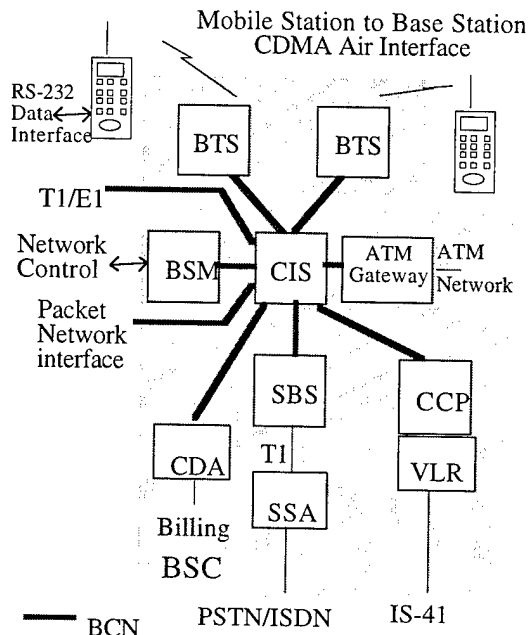 Mobile Station to Base Station
CDMA Air Interface
RS-232
Data
Interface
BTS
BTS
T1/E1
Network
Control
BSM
CIS
ATM
Gateway
ATM
Network
Packet
Network
interface
SBS
CCP
CDA
T1
VLR
SSA
Billing
BSC
PSTN/ISDN
IS-41
BCN